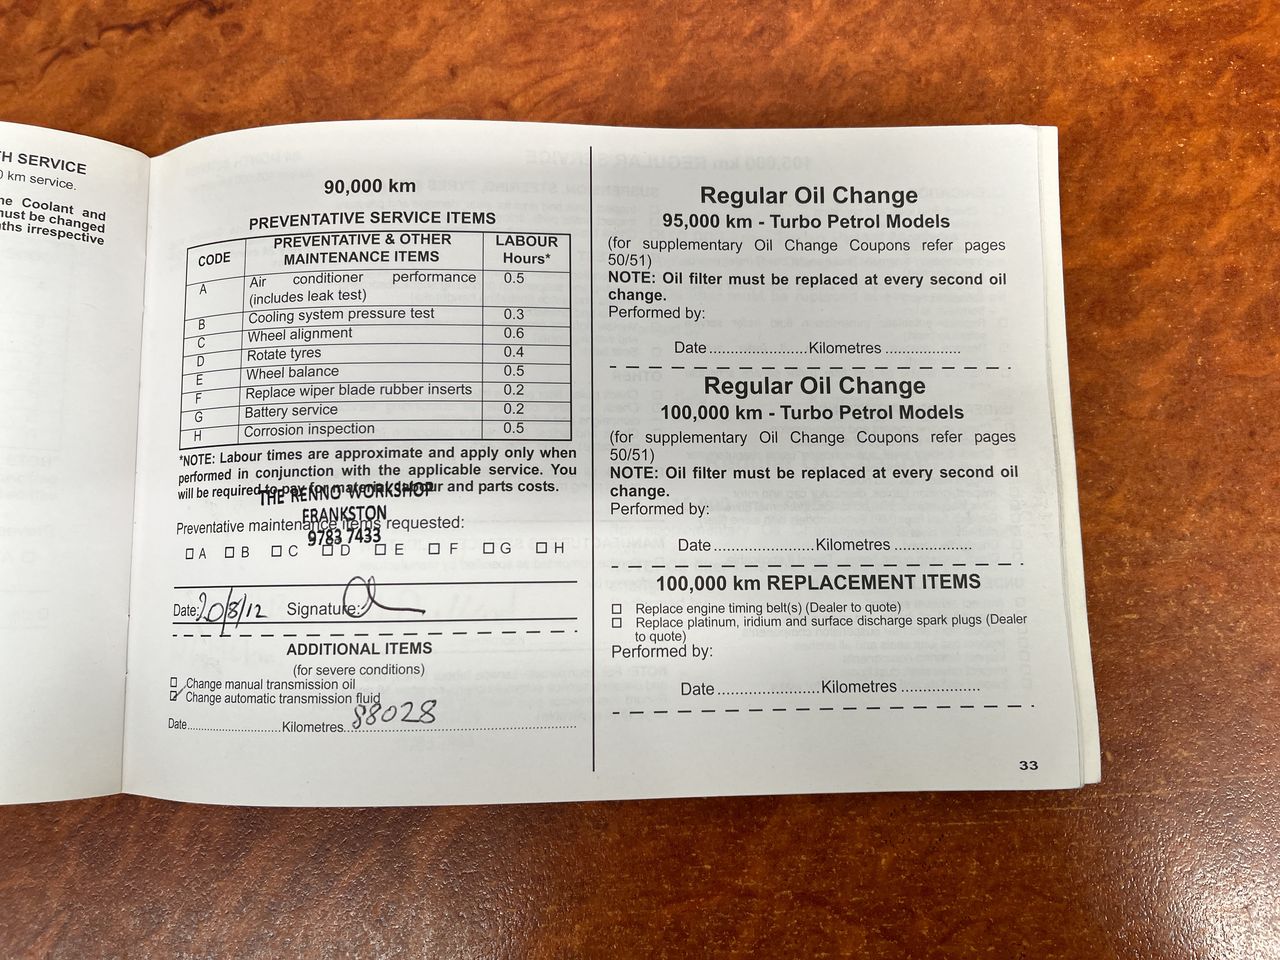 TH SERVICE
0 km service.
he Coolant and
must be changed
ths irrespective
90,000 km
PREVENTATIVE SERVICE ITEMS
CODE PREVENTATIVE & OTHER MAINTENANCE ITEMS LABOUR Hours*
A Air conditioner performance (includes leak test) 0.5
B Cooling system pressure test 0.3
C Wheel alignment 0.6
D Rotate tyres 0.4
E Wheel balance 0.5
F Replace wiper blade rubber inserts 0.2
G Battery service 0.2
H Corrosion inspection 0.5
*NOTE: Labour times are approximate and apply only when
performed in conjunction with the applicable service. You
will be required to pay for material, labour and parts costs.
THE RENNO WORKSHOP
FRANKSTON
9783 7433
Preventative maintenance items requested:
A B C D E F G H
Date: 20/8/12 Signature:
ADDITIONAL ITEMS
(for severe conditions)
Change manual transmission oil
Change automatic transmission fluid
Date..........................Kilometres 88028
Regular Oil Change
95,000 km - Turbo Petrol Models
(for supplementary Oil Change Coupons refer pages
50/51)
NOTE: Oil filter must be replaced at every second oil
change.
Performed by:
Date.......................Kilometres ..................
Regular Oil Change
100,000 km - Turbo Petrol Models
(for supplementary Oil Change Coupons refer pages
50/51)
NOTE: Oil filter must be replaced at every second oil
change.
Performed by:
Date.......................Kilometres ..................
100,000 km REPLACEMENT ITEMS
Replace engine timing belt(s) (Dealer to quote)
Replace platinum, iridium and surface discharge spark plugs (Dealer
to quote)
Performed by:
Date.......................Kilometres ..................
33